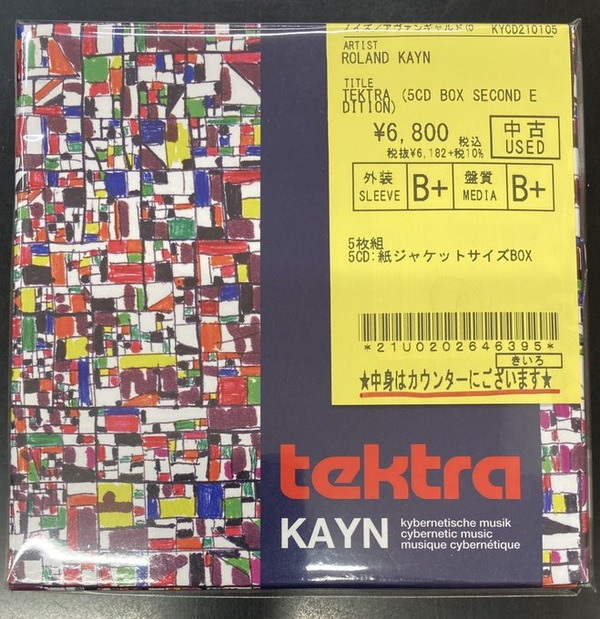 ノイズ/アヴァンギャルド(O KYCD210105
ARTIST
ROLAND KAYN
TITLE
TEKTRA (5CD BOX SECOND E
DITION)
¥6,800 税込
税抜¥6,182+税10%
中古
USED
外装
SLEEVE
B+
盤質
MEDIA
B+
5枚組
5CD:紙ジャケットサイズBOX
*21U0202646395*
きいろ
★中身はカウンターにございます★
tektra
KAYN
kybernetische musik
cybernetic music
musique cybernétique